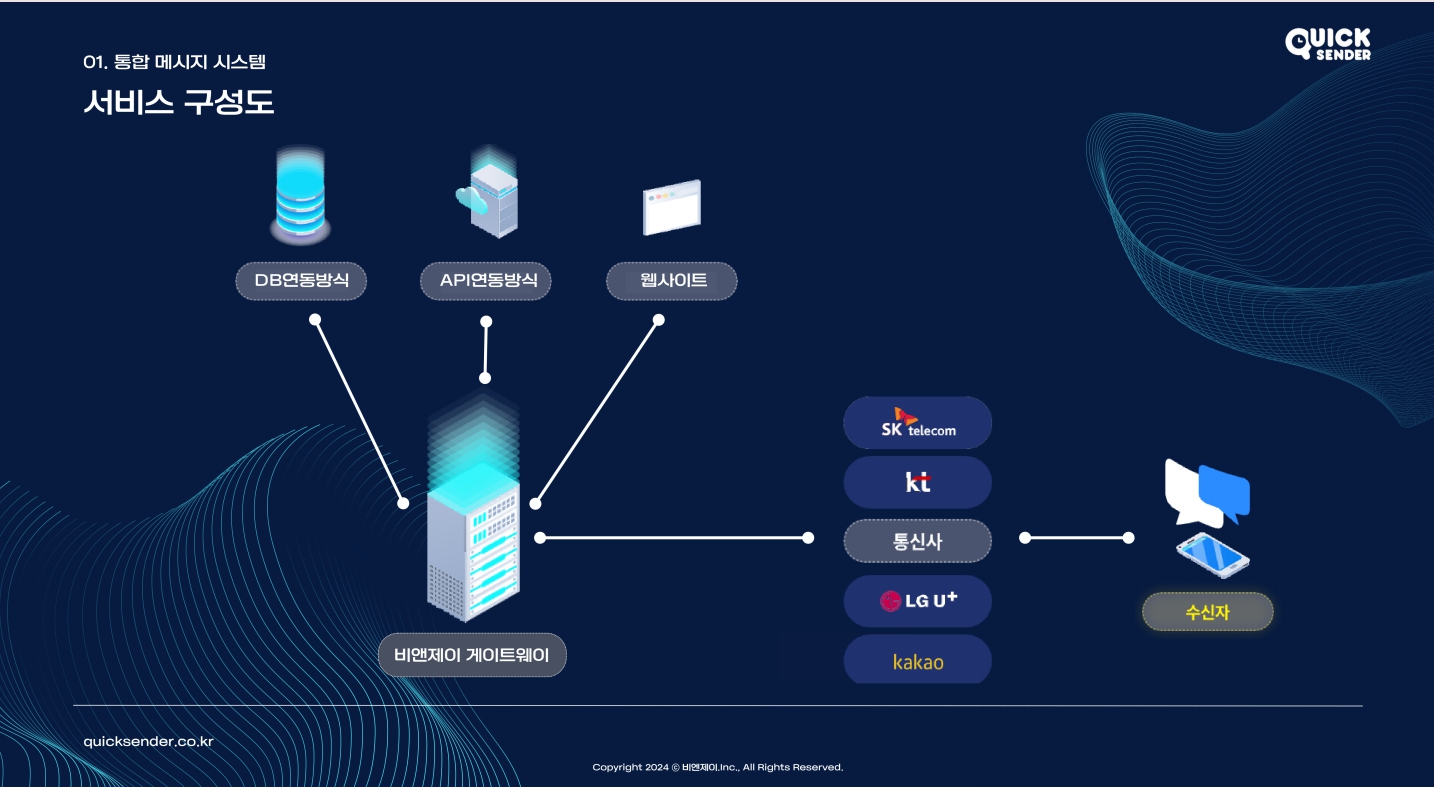 01. 통합 메시지 시스템
서비스 구성도
QUICK
SENDER
DB연동방식
API연동방식
웹사이트
SK telecom
kt
통신사
LG U+
kakao
수신자
비앤제이 게이트웨이
quicksender.co.kr
Copyright 2024 © 비앤제이.Inc., All Rights Reserved.